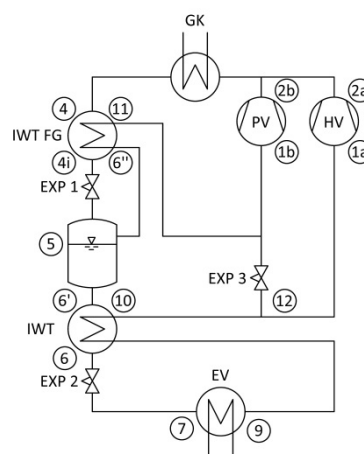 GK
2b
2a
4
11
PV
HV
IWT FG
4i
6''
1b
1a
EXP 1
5
EXP 3
6'
10
12
IWT
6
EV
EXP 2
7
9